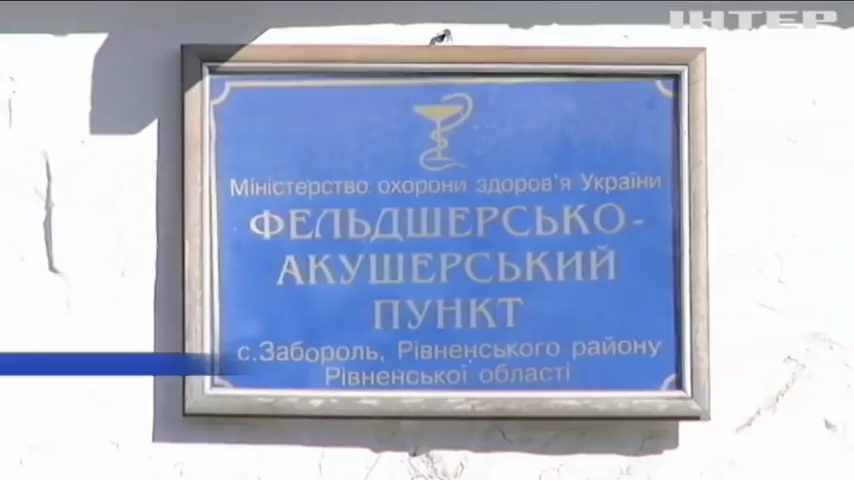 ІНТЕР
Міністерство охорони здоров'я України
ФЕЛЬДШЕРСЬКО-
АКУШЕРСЬКИЙ
ПУНКТ
с.Забороль, Рівненського району
Рівненської області